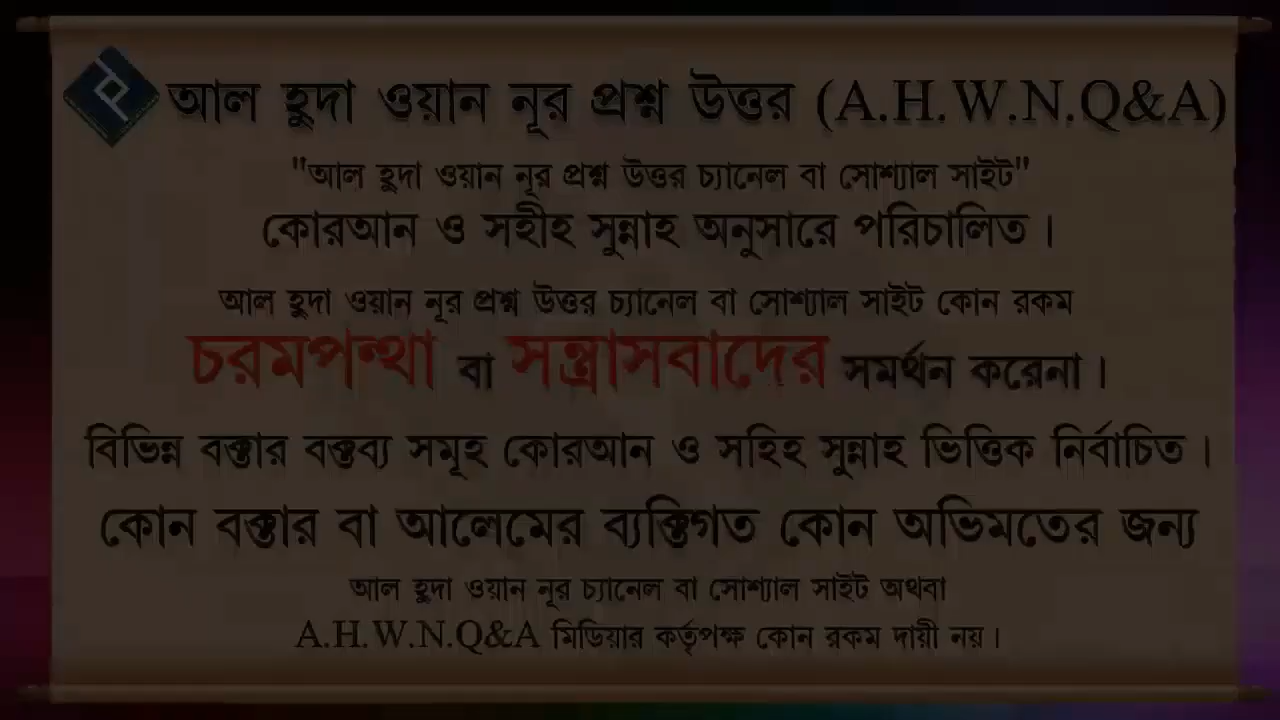 আল হুদা ওয়ান নূর প্রশ্ন উত্তর (A.H.W.N.Q&A)
"আল হুদা ওয়ান নূর প্রশ্ন উত্তর চ্যানেল বা সোশ্যাল সাইট"
কোরআন ও সহীহ সুন্নাহ অনুসারে পরিচালিত।
আল হুদা ওয়ান নূর প্রশ্ন উত্তর চ্যানেল বা সোশ্যাল সাইট কোন রকম
চরমপন্থা বা সন্ত্রাসবাদের সমর্থন করেনা।
বিভিন্ন বক্তার বক্তব্য সমূহ কোরআন ও সহিহ সুন্নাহ ভিত্তিক নির্বাচিত।
কোন বক্তার বা আলেমের ব্যক্তিগত কোন অভিমতের জন্য
আল হুদা ওয়ান নূর চ্যানেল বা সোশ্যাল সাইট অথবা
A.H.W.N.Q&A মিডিয়ার কর্তৃপক্ষ কোন রকম দায়ী নয়।